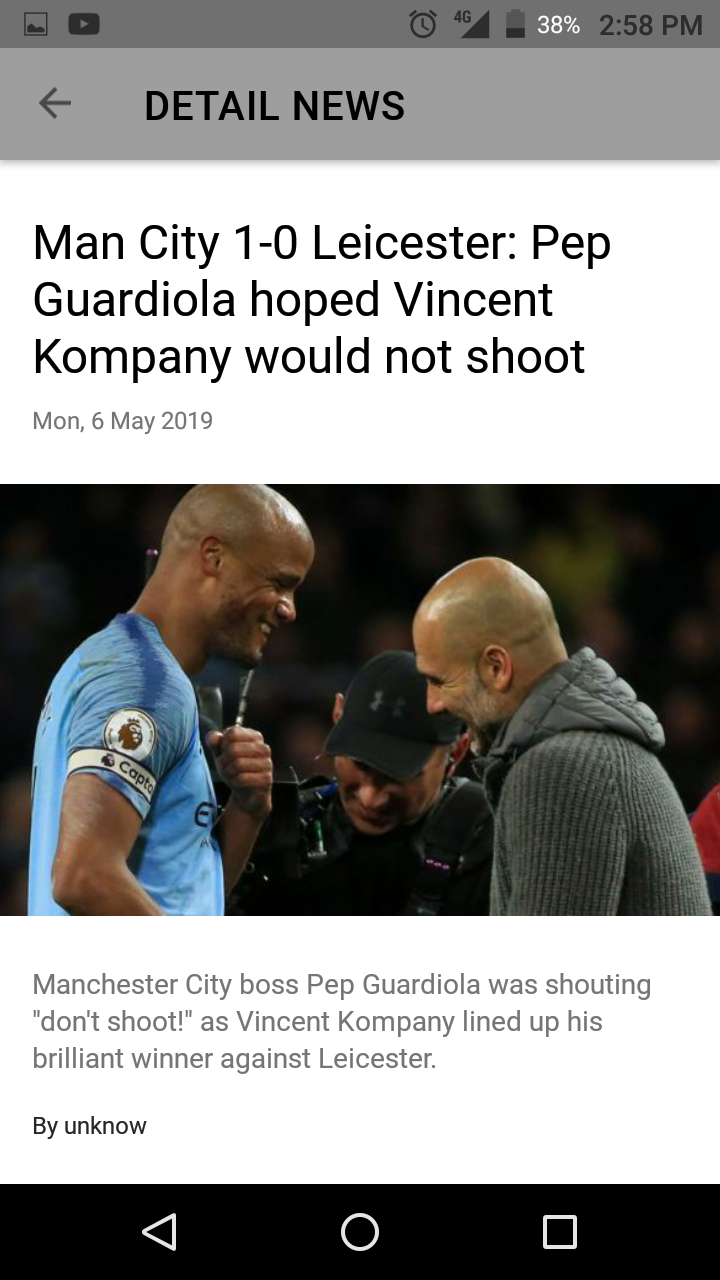 4G 38% 2:58 PM
DETAIL NEWS
Man City 1-0 Leicester: Pep
Guardiola hoped Vincent
Kompany would not shoot
Mon, 6 May 2019
Capta
Manchester City boss Pep Guardiola was shouting
"don't shoot!" as Vincent Kompany lined up his
brilliant winner against Leicester.
By unknow